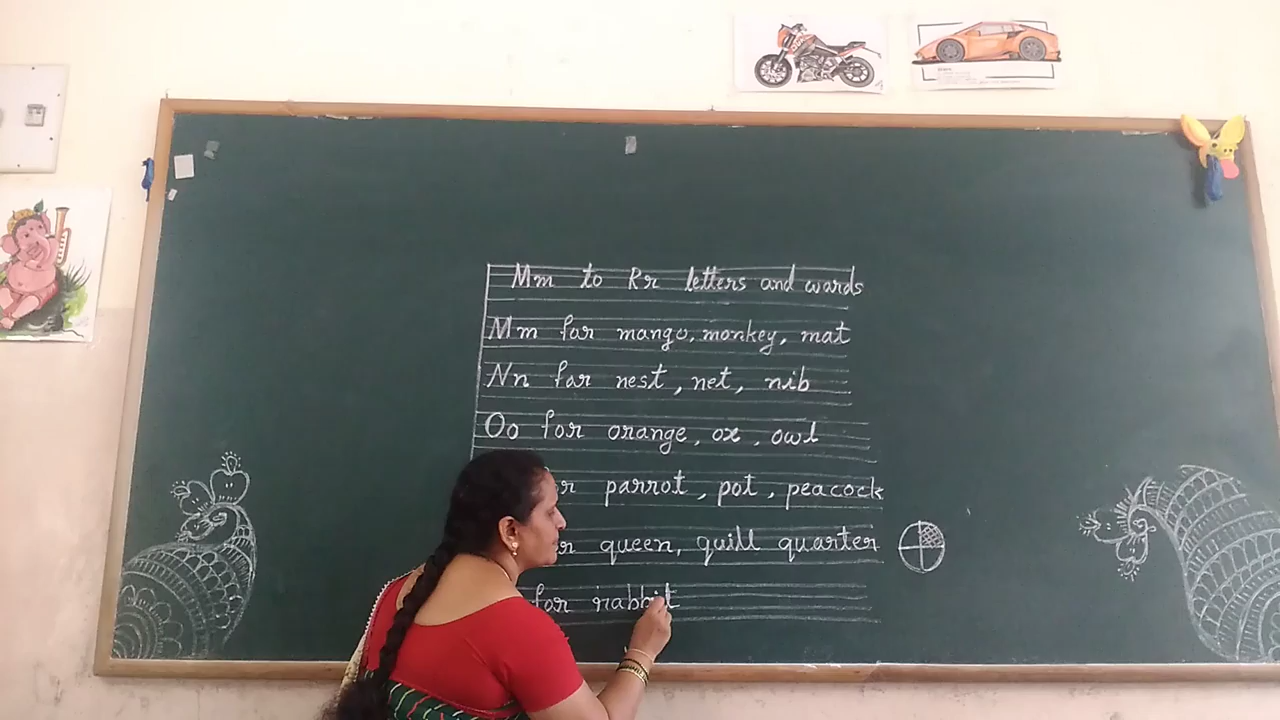 Mm to Rr letters and words
Mm for mango, monkey, mat
Nn for nest, net, nib
Oo for orange, ox, owl
parrot, pot, peacock
queen, quill quarter
for rabbit